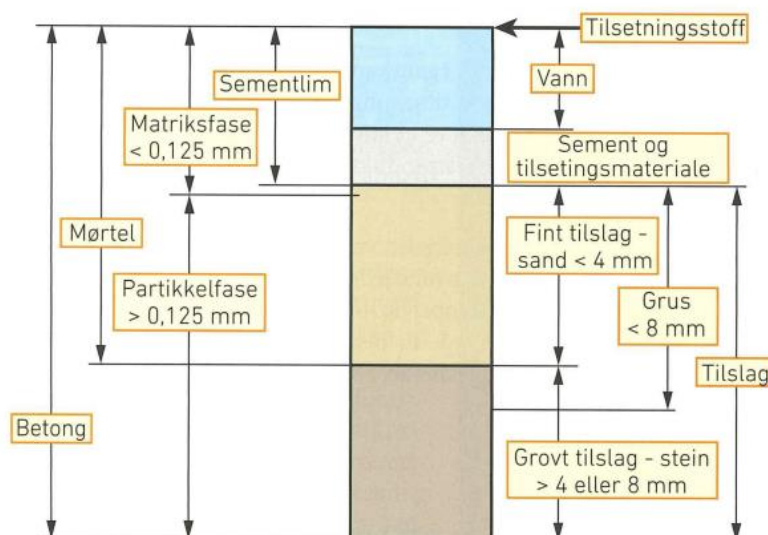 Tilsetningsstoff
Sementlim
Vann
Matriksfase
< 0,125 mm
Sement og
tilsetingsmateriale
Mørtel
Fint tilslag -
sand < 4 mm
Partikkelfase
> 0,125 mm
Grus
< 8 mm
Tilslag
Betong
Grovt tilslag - stein
> 4 eller 8 mm